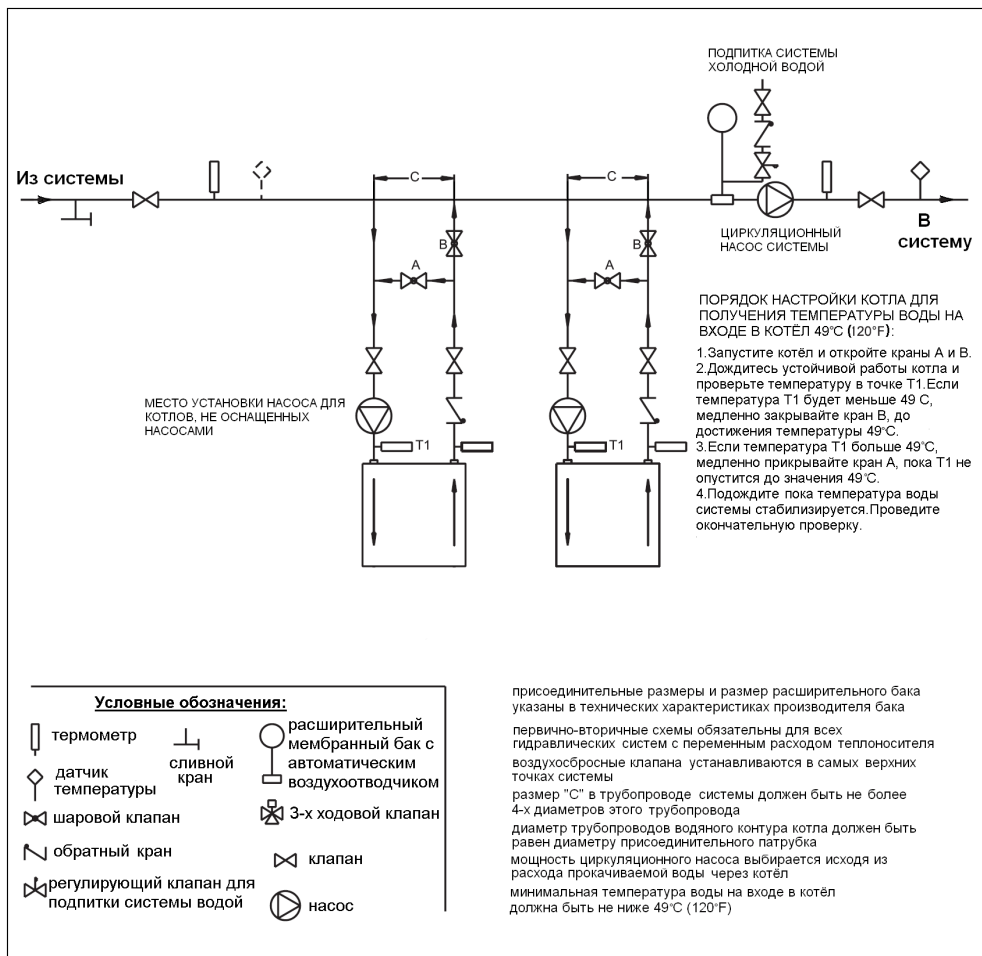 ПОДПИТКА СИСТЕМЫ
ХОЛОДНОЙ ВОДОЙ
Из системы
C
C
В
систему
ЦИРКУЛЯЦИОННЫЙ
НАСОС СИСТЕМЫ
B
A
B
A
ПОРЯДОК НАСТРОЙКИ КОТЛА ДЛЯ
ПОЛУЧЕНИЯ ТЕМПЕРАТУРЫ ВОДЫ НА
ВХОДЕ В КОТЁЛ 49°С (120°F):
1.Запустите котёл и откройте краны А и В.
2.Дождитесь устойчивой работы котла и
проверьте температуру в точке Т1.Если
температура Т1 будет меньше 49 С,
медленно закрывайте кран В, до
достижения температуры 49°С.
3.Если температура Т1 больше 49°С,
медленно прикрывайте кран А, пока Т1 не
опустится до значения 49°С.
4.Подождите пока температура воды
системы стабилизируется.Проведите
окончательную проверку.
МЕСТО УСТАНОВКИ НАСОСА ДЛЯ
КОТЛОВ, НЕ ОСНАЩЕННЫХ
НАСОСАМИ
T1
T1
Условные обозначения:
термометр
сливной
кран
датчик
температуры
шаровой клапан
обратный кран
регулирующий клапан для
подпитки системы водой
расширительный
мембранный бак с
автоматическим
воздухоотводчиком
3-х ходовой клапан
клапан
насос
присоединительные размеры и размер расширительного бака
указаны в технических характеристиках производителя бака
первично-вторичные схемы обязательны для всех
гидравлических систем с переменным расходом теплоносителя
воздухосбросные клапана устанавливаются в самых верхних
точках системы
размер "С" в трубопроводе системы должен быть не более
4-х диаметров этого трубопровода
диаметр трубопроводов водяного контура котла должен быть
равен диаметру присоединительного патрубка
мощность циркуляционного насоса выбирается исходя из
расхода прокачиваемой воды через котёл
минимальная температура воды на входе в котёл
должна быть не ниже 49°С (120°F)